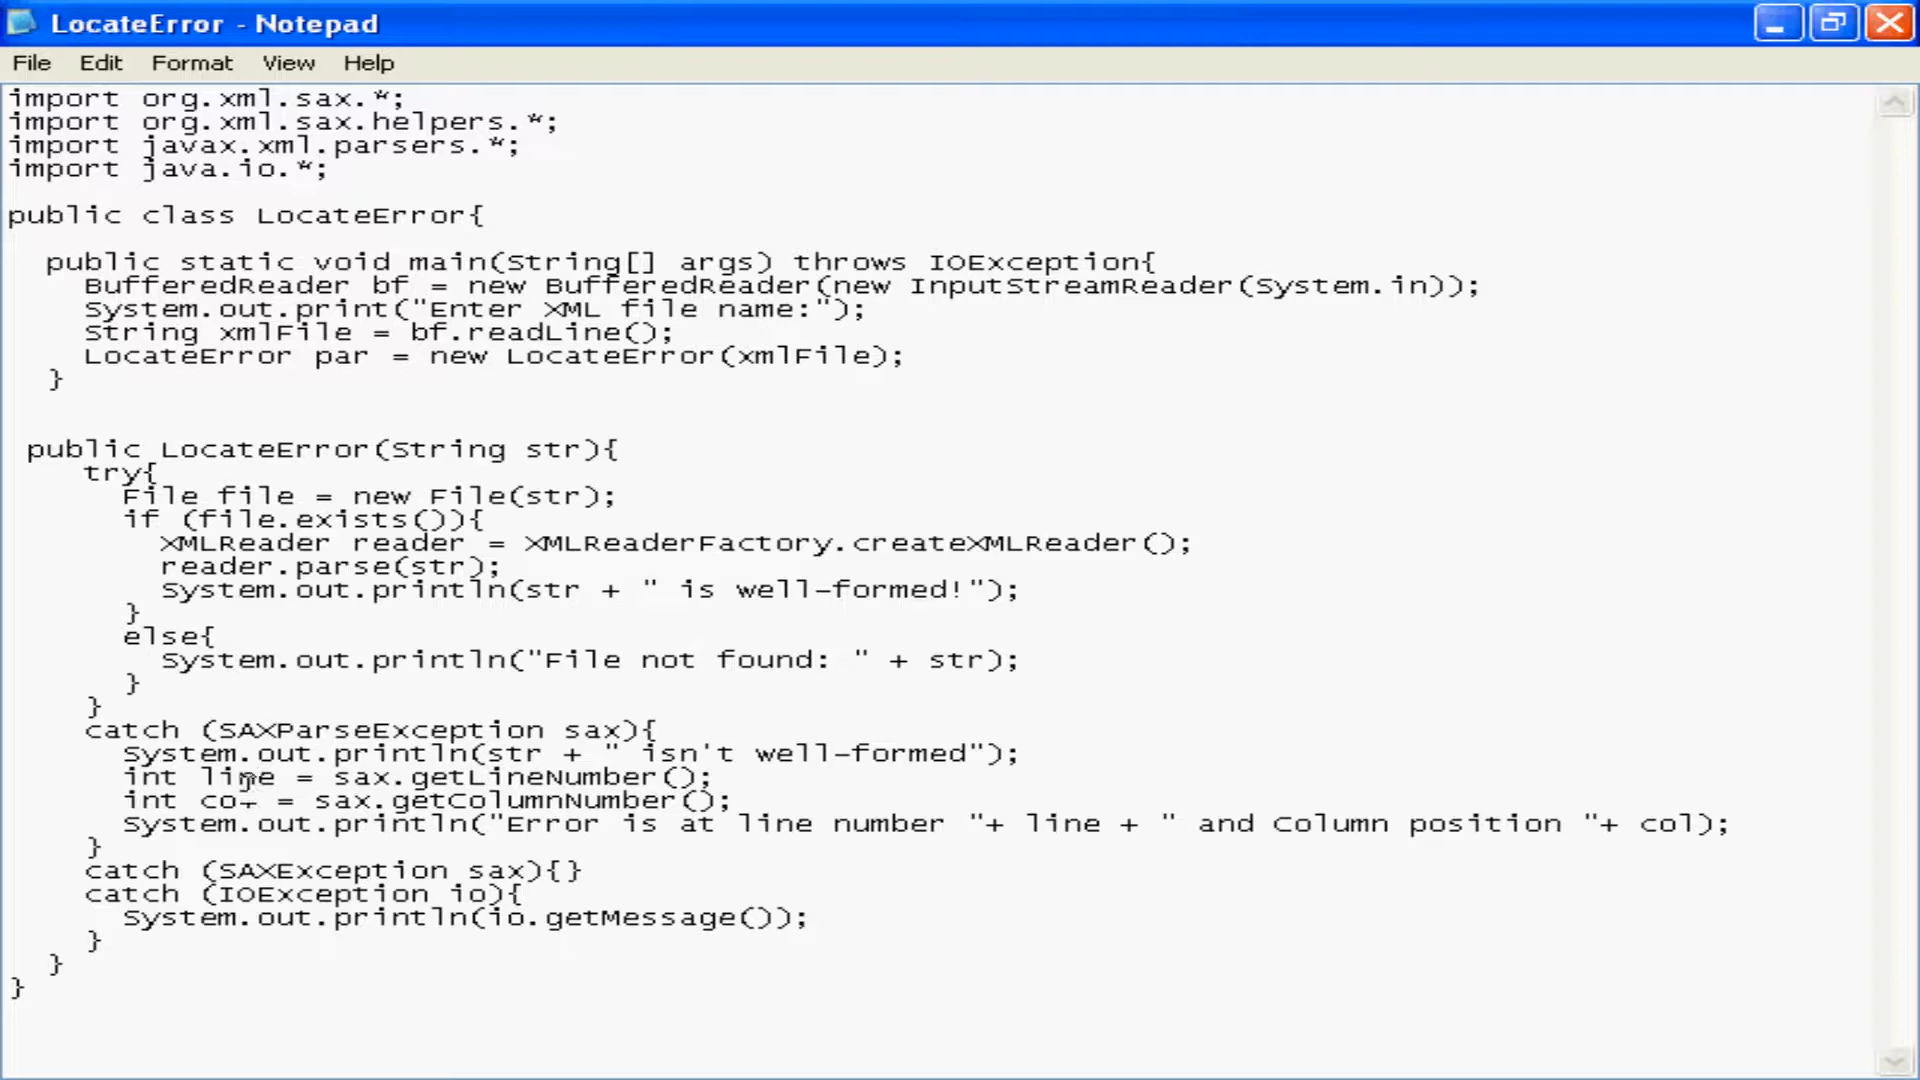 LocateError - Notepad
File Edit Format View Help
import org.xml.sax.*;
import org.xml.sax.helpers.*;
import javax.xml.parsers.*;
import java.io.*;
public class LocateError{
public static void main(String[] args) throws IOException{
BufferedReader bf = new BufferedReader(new InputStreamReader(System.in));
System.out.print("Enter XML file name:");
String xmlFile = bf.readLine();
LocateError par = new LocateError(xmlFile);
}
public LocateError(String str){
try{
File file = new File(str);
if (file.exists()){
XMLReader reader = XMLReaderFactory.createXMLReader();
reader.parse(str);
System.out.println(str + " is well-formed!");
}
else{
System.out.println("File not found: " + str);
}
}
catch (SAXParseException sax){
System.out.println(str + " isn't well-formed");
int line = sax.getLineNumber();
int col = sax.getColumnNumber();
System.out.println("Error is at line number "+ line + " and Column position "+ col);
}
catch (SAXException sax){}
catch (IOException io){
System.out.println(io.getMessage());
}
}
}